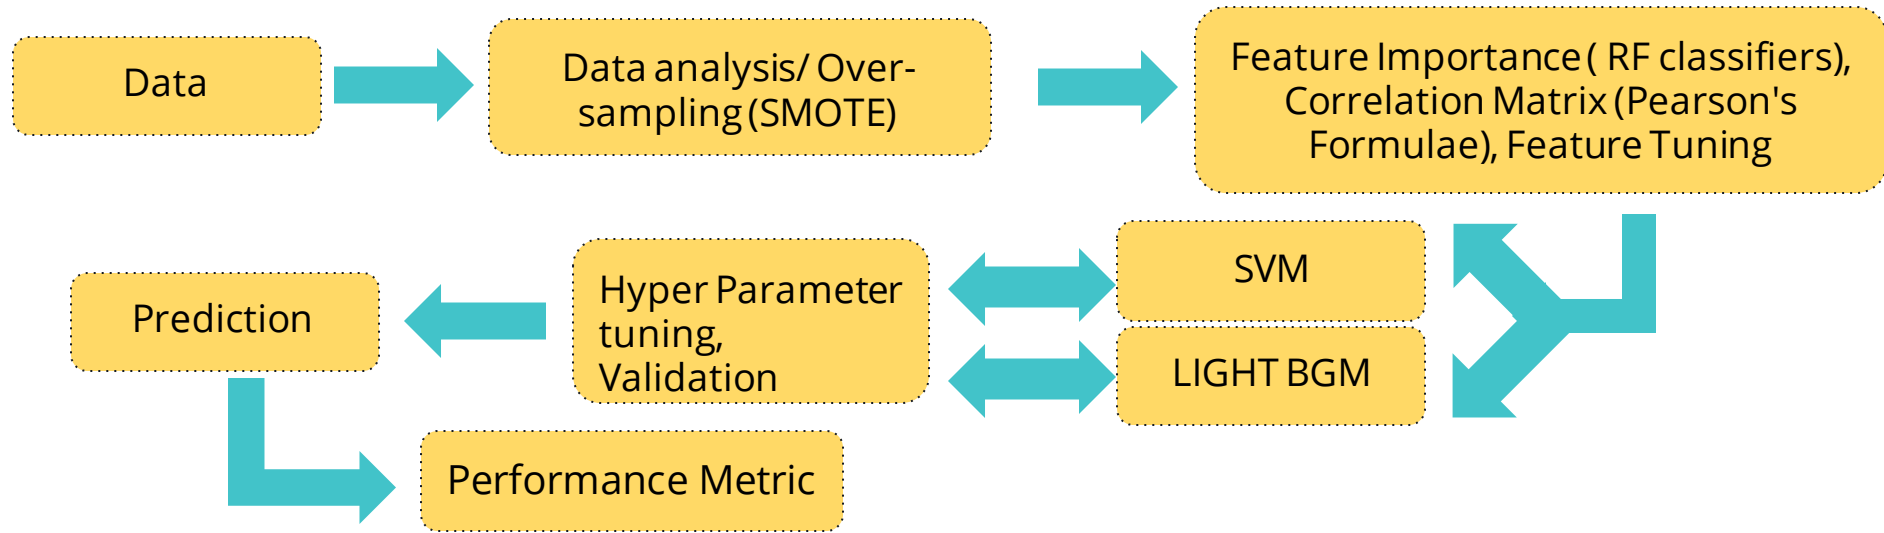 Data
Data analysis/ Over-
sampling (SMOTE)
Feature Importance ( RF classifiers),
Correlation Matrix (Pearson's
Formulae), Feature Tuning
SVM
LIGHT BGM
Hyper Parameter
tuning,
Validation
Prediction
Performance Metric